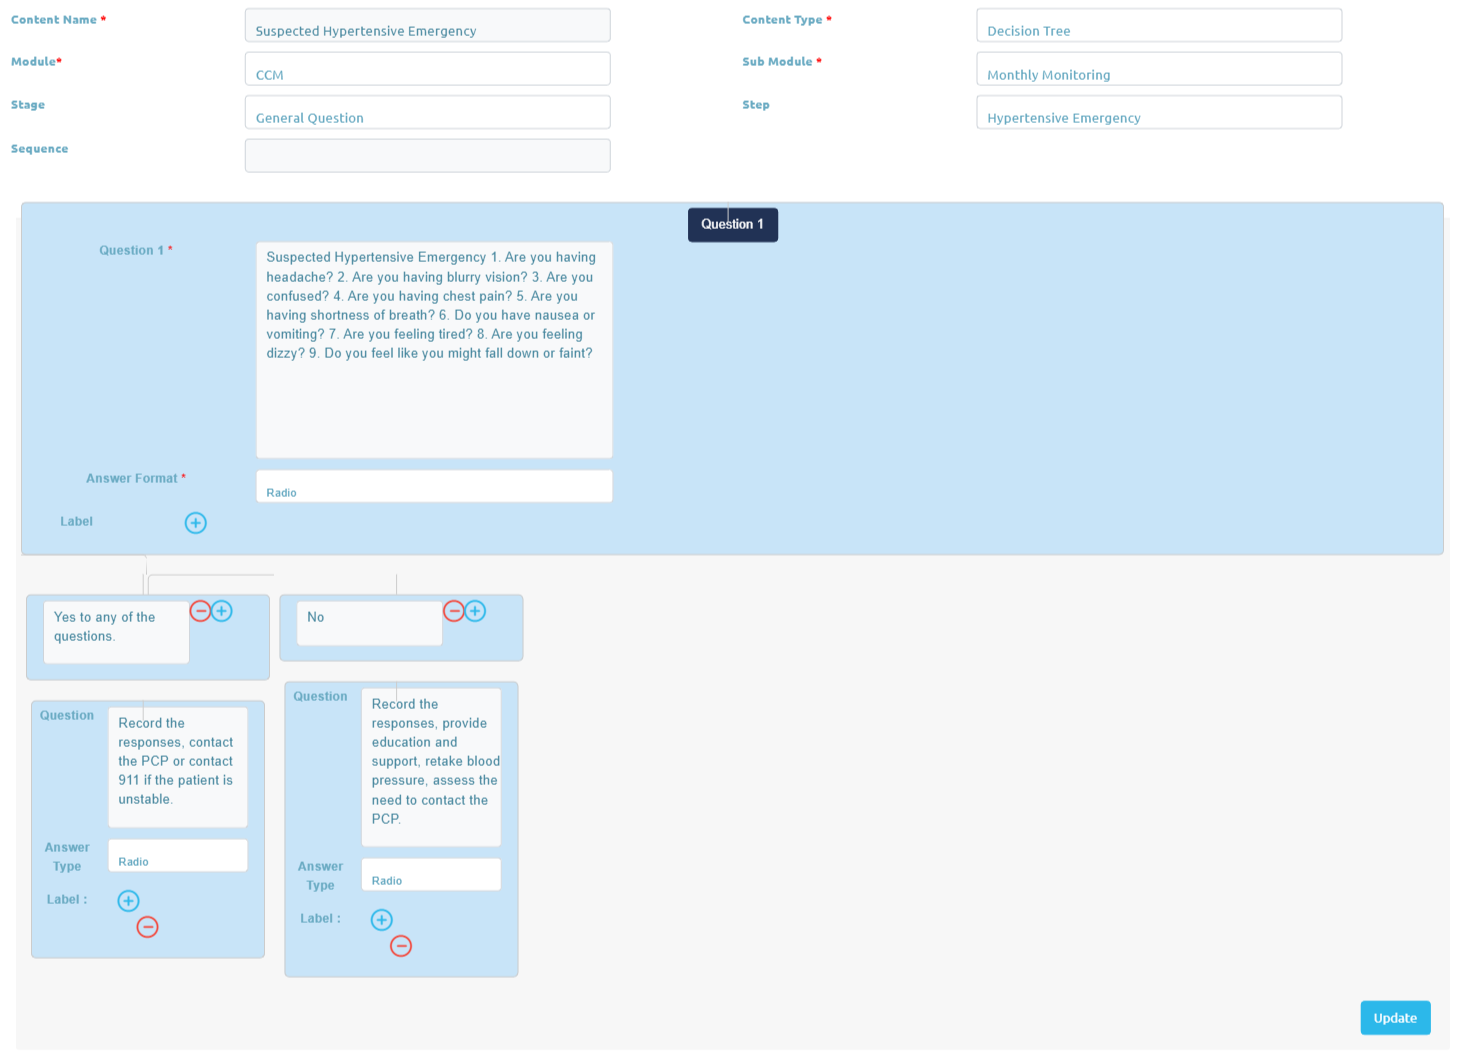 Content Name *
Suspected Hypertensive Emergency
Content Type *
Decision Tree
Module*
CCM
Sub Module *
Monthly Monitoring
Stage
General Question
Step
Hypertensive Emergency
Sequence
Question 1
Question 1 *
Suspected Hypertensive Emergency 1. Are you having
headache? 2. Are you having blurry vision? 3. Are you
confused? 4. Are you having chest pain? 5. Are you
having shortness of breath? 6. Do you have nausea or
vomiting? 7. Are you feeling tired? 8. Are you feeling
dizzy? 9. Do you feel like you might fall down or faint?
Answer Format *
Radio
Label
Yes to any of the
questions.
No
Question
Record the
responses, contact
the PCP or contact
911 if the patient is
unstable.
Answer
Type
Radio
Label :
Question
Record the
responses, provide
education and
support, retake blood
pressure, assess the
need to contact the
PCP.
Answer
Type
Radio
Label :
Update